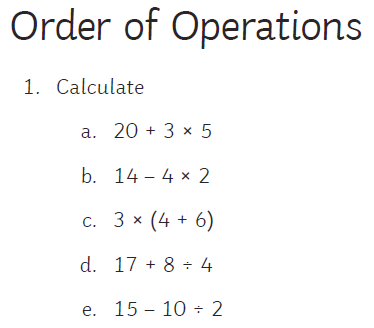 Order of Operations
1. Calculate
a. 20 + 3 × 5
b. 14 – 4 × 2
c. 3 × (4 + 6)
d. 17 + 8 ÷ 4
e. 15 – 10 ÷ 2